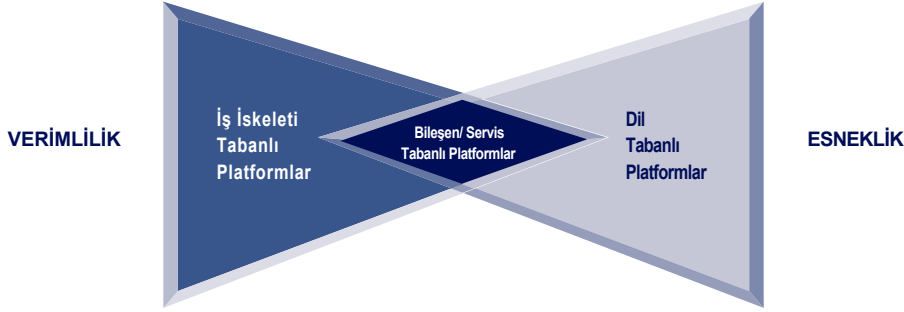 VERİMLİLİK
İş İskeleti
Tabanlı
Platformlar
Bileşen/ Servis
Tabanlı Platformlar
Dil
Tabanlı
Platformlar
ESNEKLİK